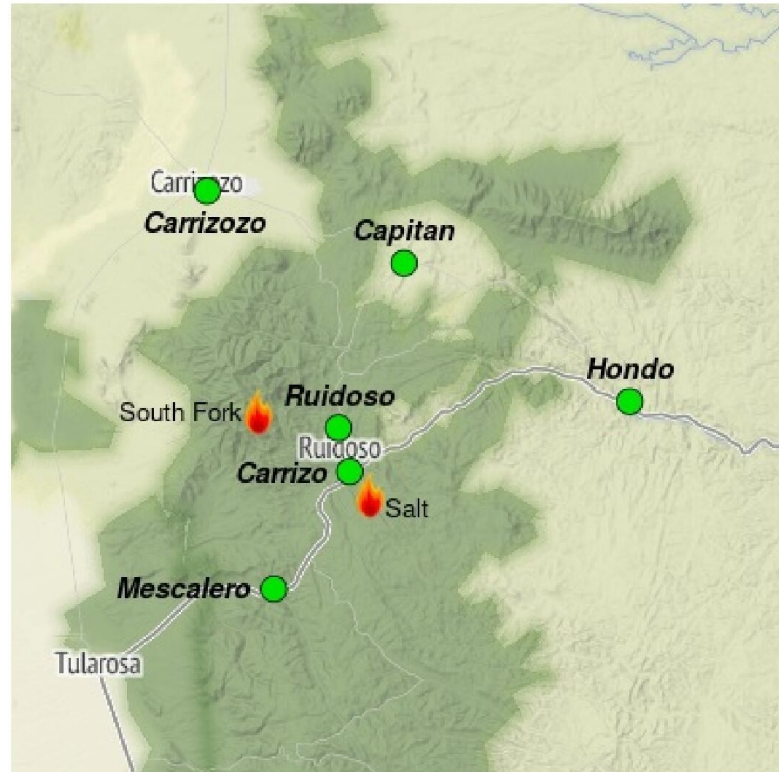 Carrizozo
Carrizozo
Capitan
Hondo
Ruidoso
South Fork
Ruidoso
Carrizo
Salt
Mescalero
Tularosa